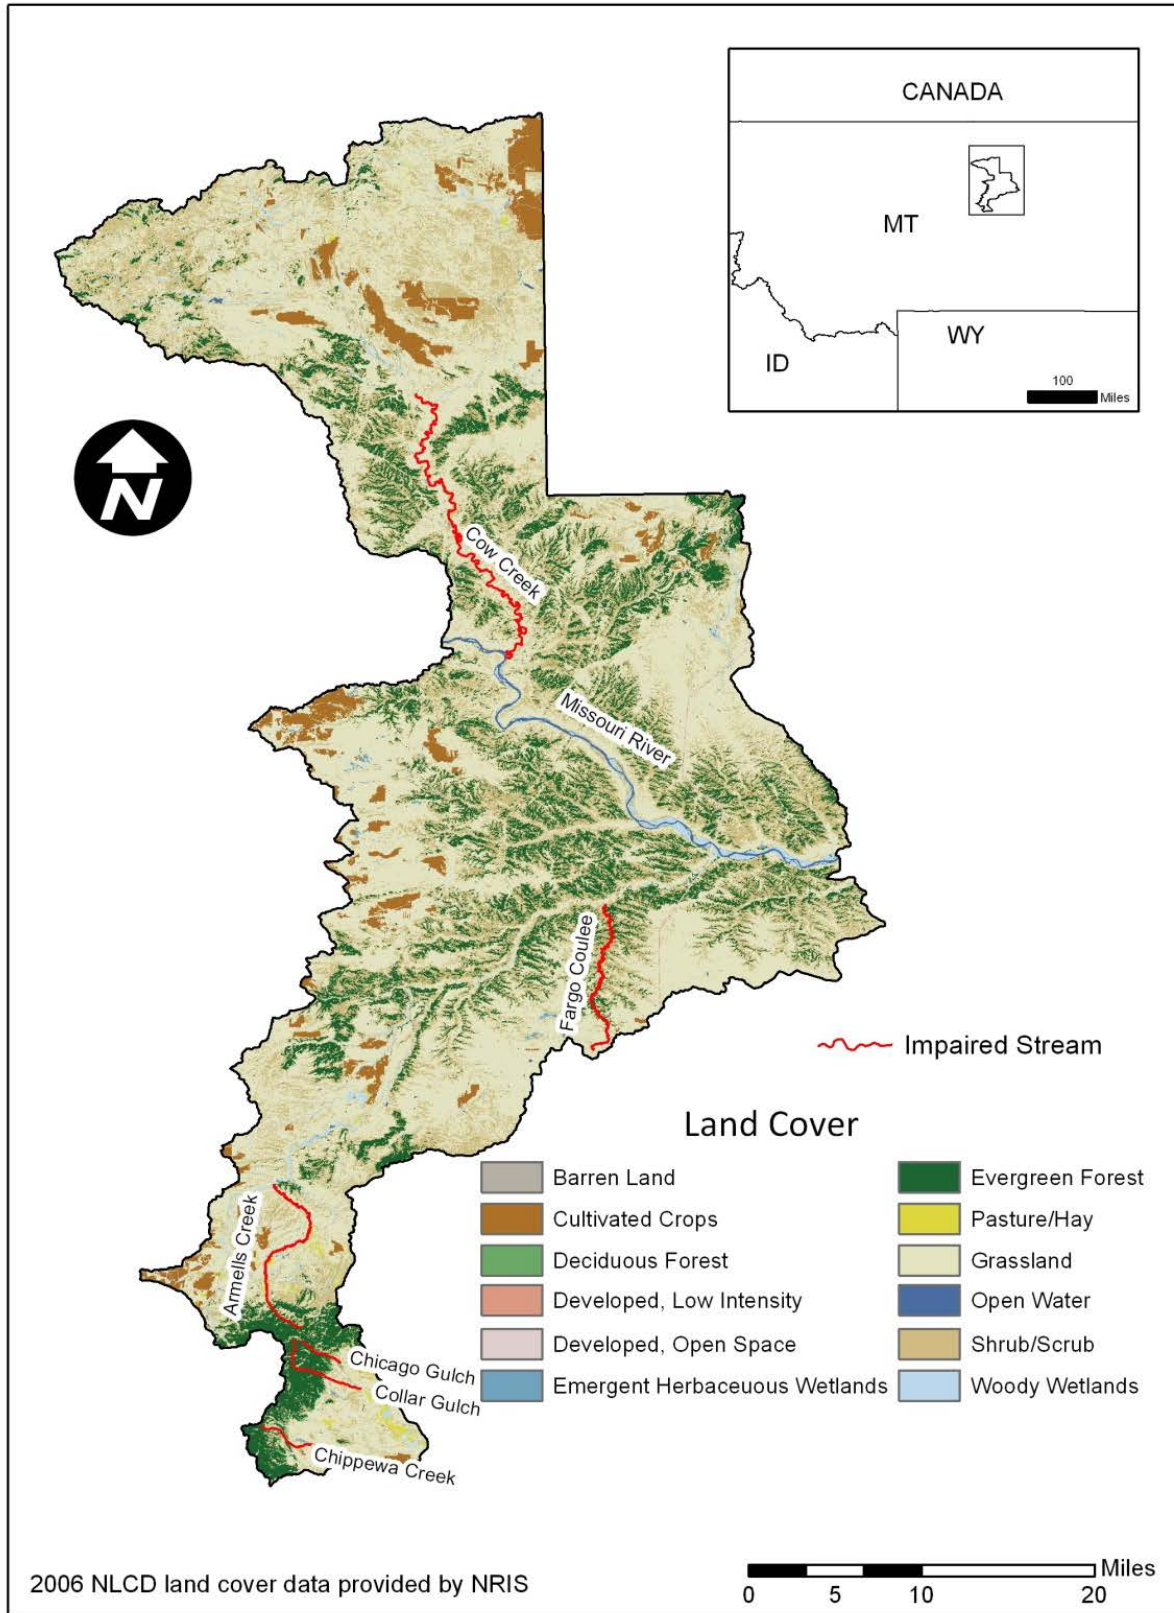 CANADA
MT
WY
ID
100
Miles
N
Cow Creek
Missouri River
Fargo Coulee
Impaired Stream
Land Cover
Barren Land
Cultivated Crops
Deciduous Forest
Developed, Low Intensity
Developed, Open Space
Emergent Herbaceuous Wetlands
Evergreen Forest
Pasture/Hay
Grassland
Open Water
Shrub/Scrub
Woody Wetlands
Armells Creek
Chicago Gulch
Collar Gulch
Chippewa Creek
2006 NLCD land cover data provided by NRIS
Miles
0 5 10 20